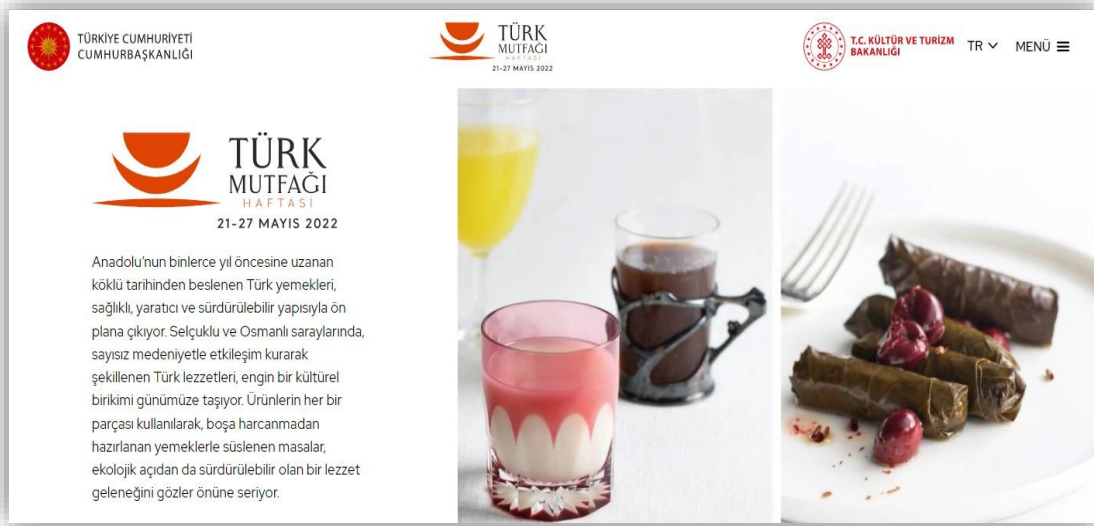 TÜRKİYE CUMHURİYETİ
CUMHURBAŞKANLIĞI
TÜRK
MUTFAĞI
HAFTASI
21-27 MAYIS 2022
T.C. KÜLTÜR VE TURİZM
BAKANLIĞI
TR
MENÜ
TÜRK
MUTFAĞI
HAFTASI
21-27 MAYIS 2022
Anadolu'nun binlerce yıl öncesine uzanan
köklü tarihinden beslenen Türk yemekleri,
sağlıklı, yaratıcı ve sürdürülebilir yapısıyla ön
plana çıkıyor. Selçuklu ve Osmanlı saraylarında,
sayısız medeniyetle etkileşim kurarak
şekillenen Türk lezzetleri, engin bir kültürel
birikimi günümüze taşıyor. Ürünlerin her bir
parçası kullanılarak, boşa harcanmadan
hazırlanan yemeklerle süslenen masalar,
ekolojik açıdan da sürdürülebilir olan bir lezzet
geleneğini gözler önüne seriyor.